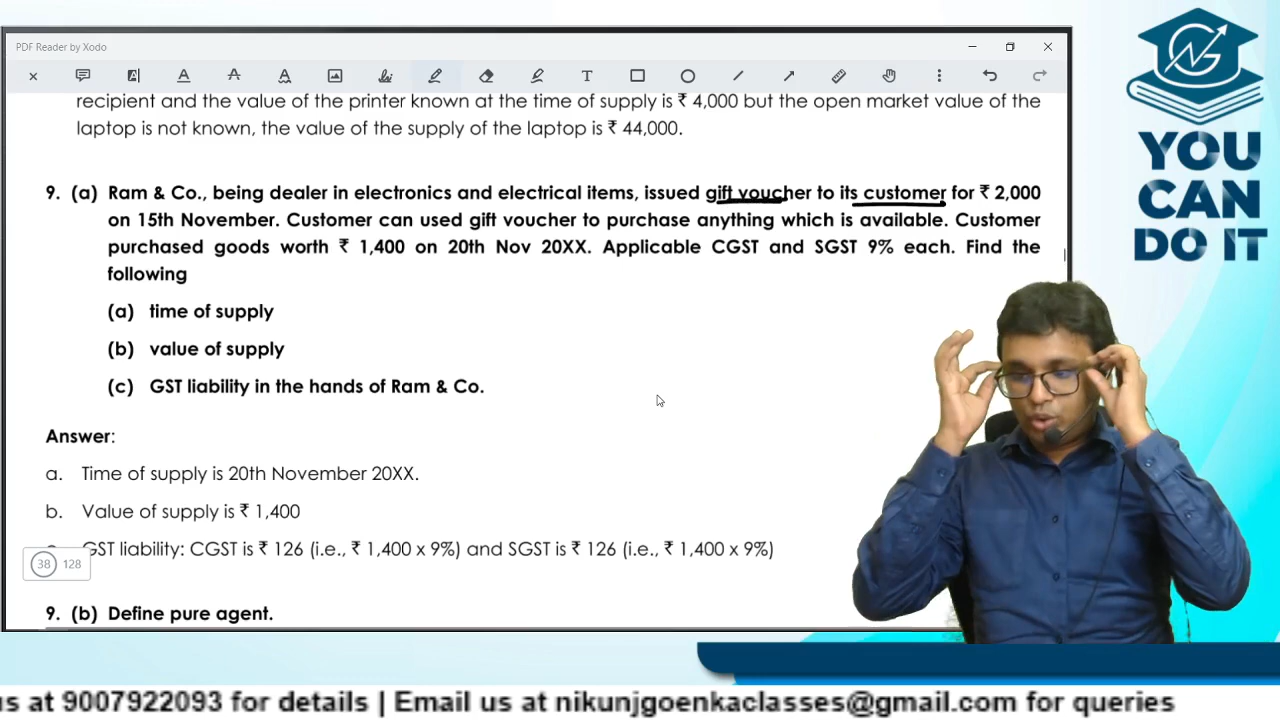 PDF Reader by Xodo
recipient and the value of the printer known at the time of supply is ₹ 4,000 but the open market value of the
laptop is not known, the value of the supply of the laptop is ₹ 44,000.
9. (a) Ram & Co., being dealer in electronics and electrical items, issued gift voucher to its customer for ₹ 2,000
on 15th November. Customer can used gift voucher to purchase anything which is available. Customer
purchased goods worth ₹ 1,400 on 20th Nov 20XX. Applicable CGST and SGST 9% each. Find the
following
(a) time of supply
(b) value of supply
(c) GST liability in the hands of Ram & Co.
Answer:
a. Time of supply is 20th November 20XX.
b. Value of supply is ₹ 1,400
GST liability: CGST is ₹ 126 (i.e., ₹ 1,400 x 9%) and SGST is ₹ 126 (i.e., ₹ 1,400 x 9%)
38 128
9. (b) Define pure agent.
YOU
CAN
DO IT
us at 9007922093 for details | Email us at nikunjgoenkaclasses@gmail.com for queries